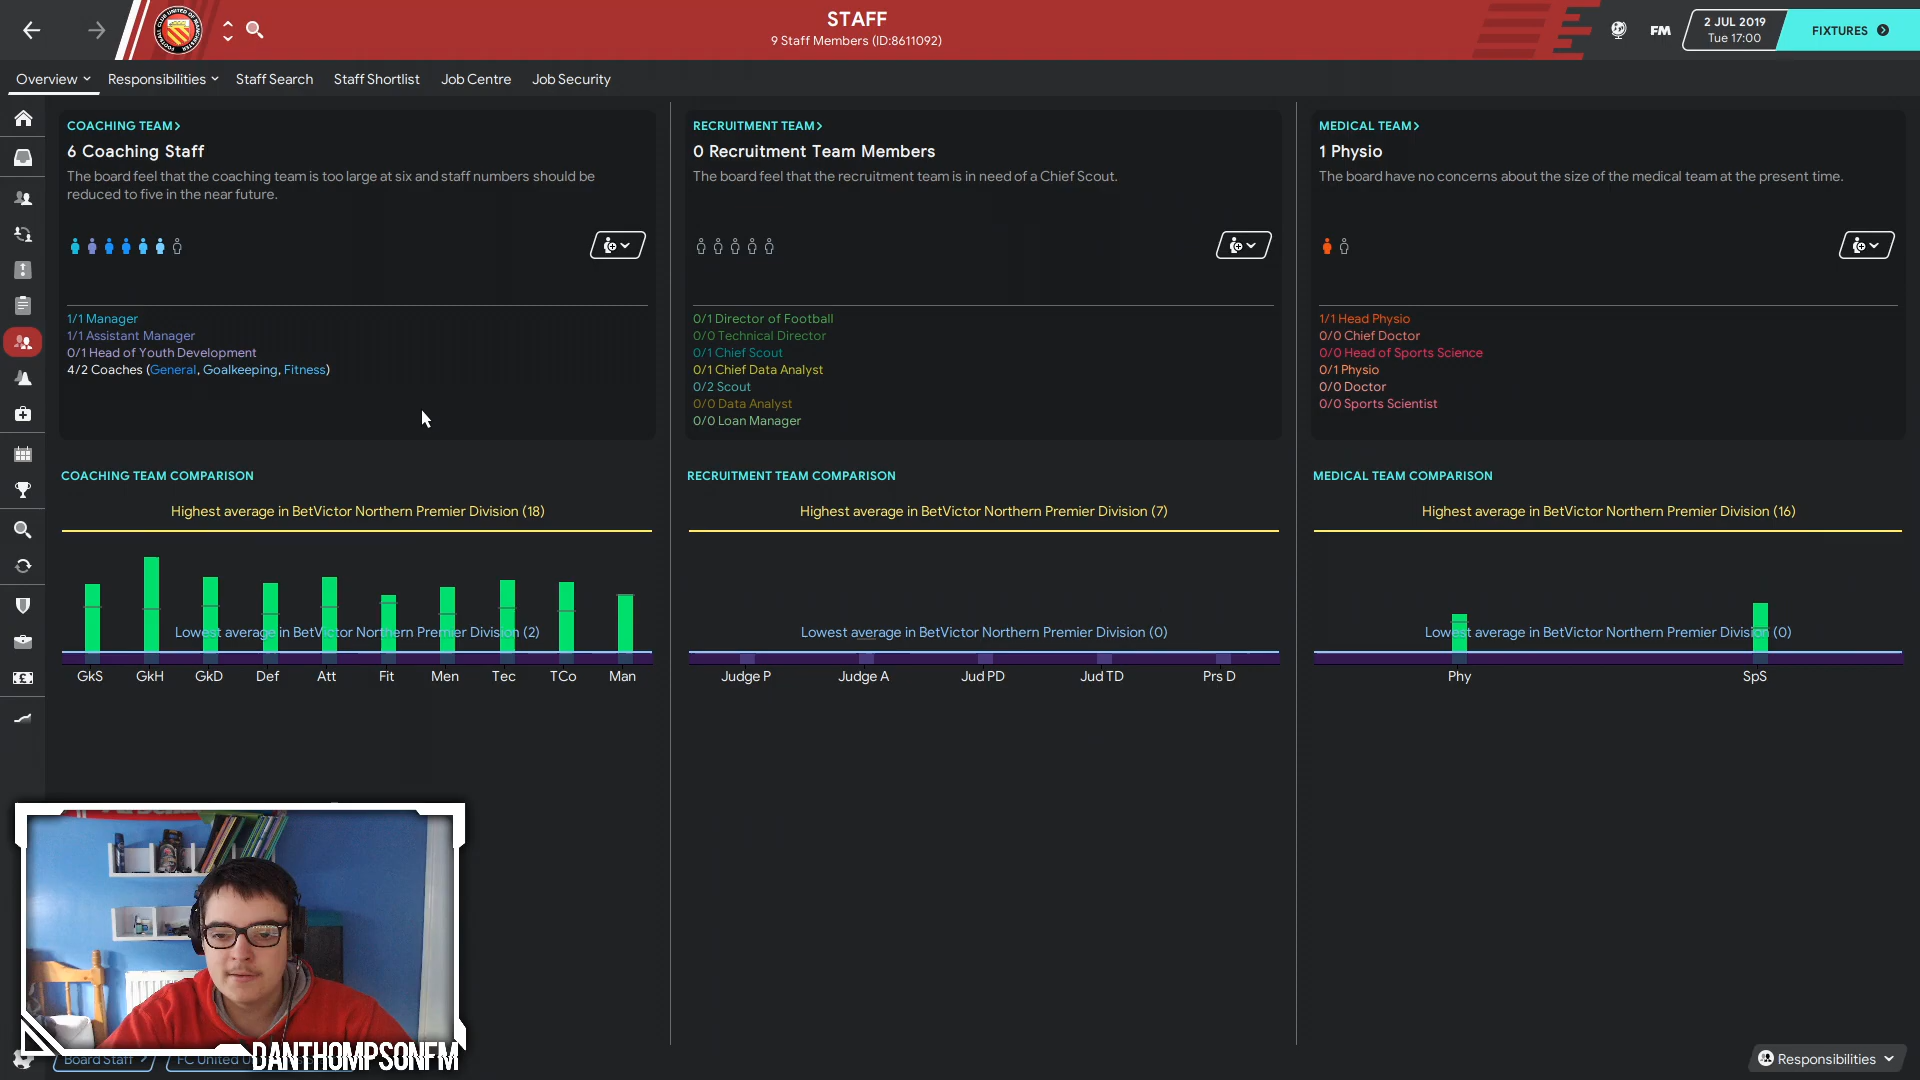 STAFF
9 Staff Members (ID:8611092)
FM
2 JUL 2019
Tue 17:00
FIXTURES
Overview
Responsibilities
Staff Search
Staff Shortlist
Job Centre
Job Security
COACHING TEAM>
6 Coaching Staff
The board feel that the coaching team is too large at six and staff numbers should be
reduced to five in the near future.
1/1 Manager
1/1 Assistant Manager
0/1 Head of Youth Development
4/2 Coaches (General, Goalkeeping, Fitness)
RECRUITMENT TEAM>
0 Recruitment Team Members
The board feel that the recruitment team is in need of a Chief Scout.
0/1 Director of Football
0/0 Technical Director
0/1 Chief Scout
0/1 Chief Data Analyst
0/2 Scout
0/0 Data Analyst
0/0 Loan Manager
MEDICAL TEAM>
1 Physio
The board have no concerns about the size of the medical team at the present time.
1/1 Head Physio
0/0 Chief Doctor
0/0 Head of Sports Science
0/1 Physio
0/0 Doctor
0/0 Sports Scientist
COACHING TEAM COMPARISON
Highest average in BetVictor Northern Premier Division (18)
Lowest average in BetVictor Northern Premier Division (2)
GkS GkH GkD Def Att Fit Men Tec TCo Man
RECRUITMENT TEAM COMPARISON
Highest average in BetVictor Northern Premier Division (7)
Lowest average in BetVictor Northern Premier Division (0)
Judge P Judge A Jud PD Jud TD Prs D
MEDICAL TEAM COMPARISON
Highest average in BetVictor Northern Premier Division (16)
Lowest average in BetVictor Northern Premier Division (0)
Phy SpS
Board Staff
FC United
DANTHOMPSONFM
Responsibilities